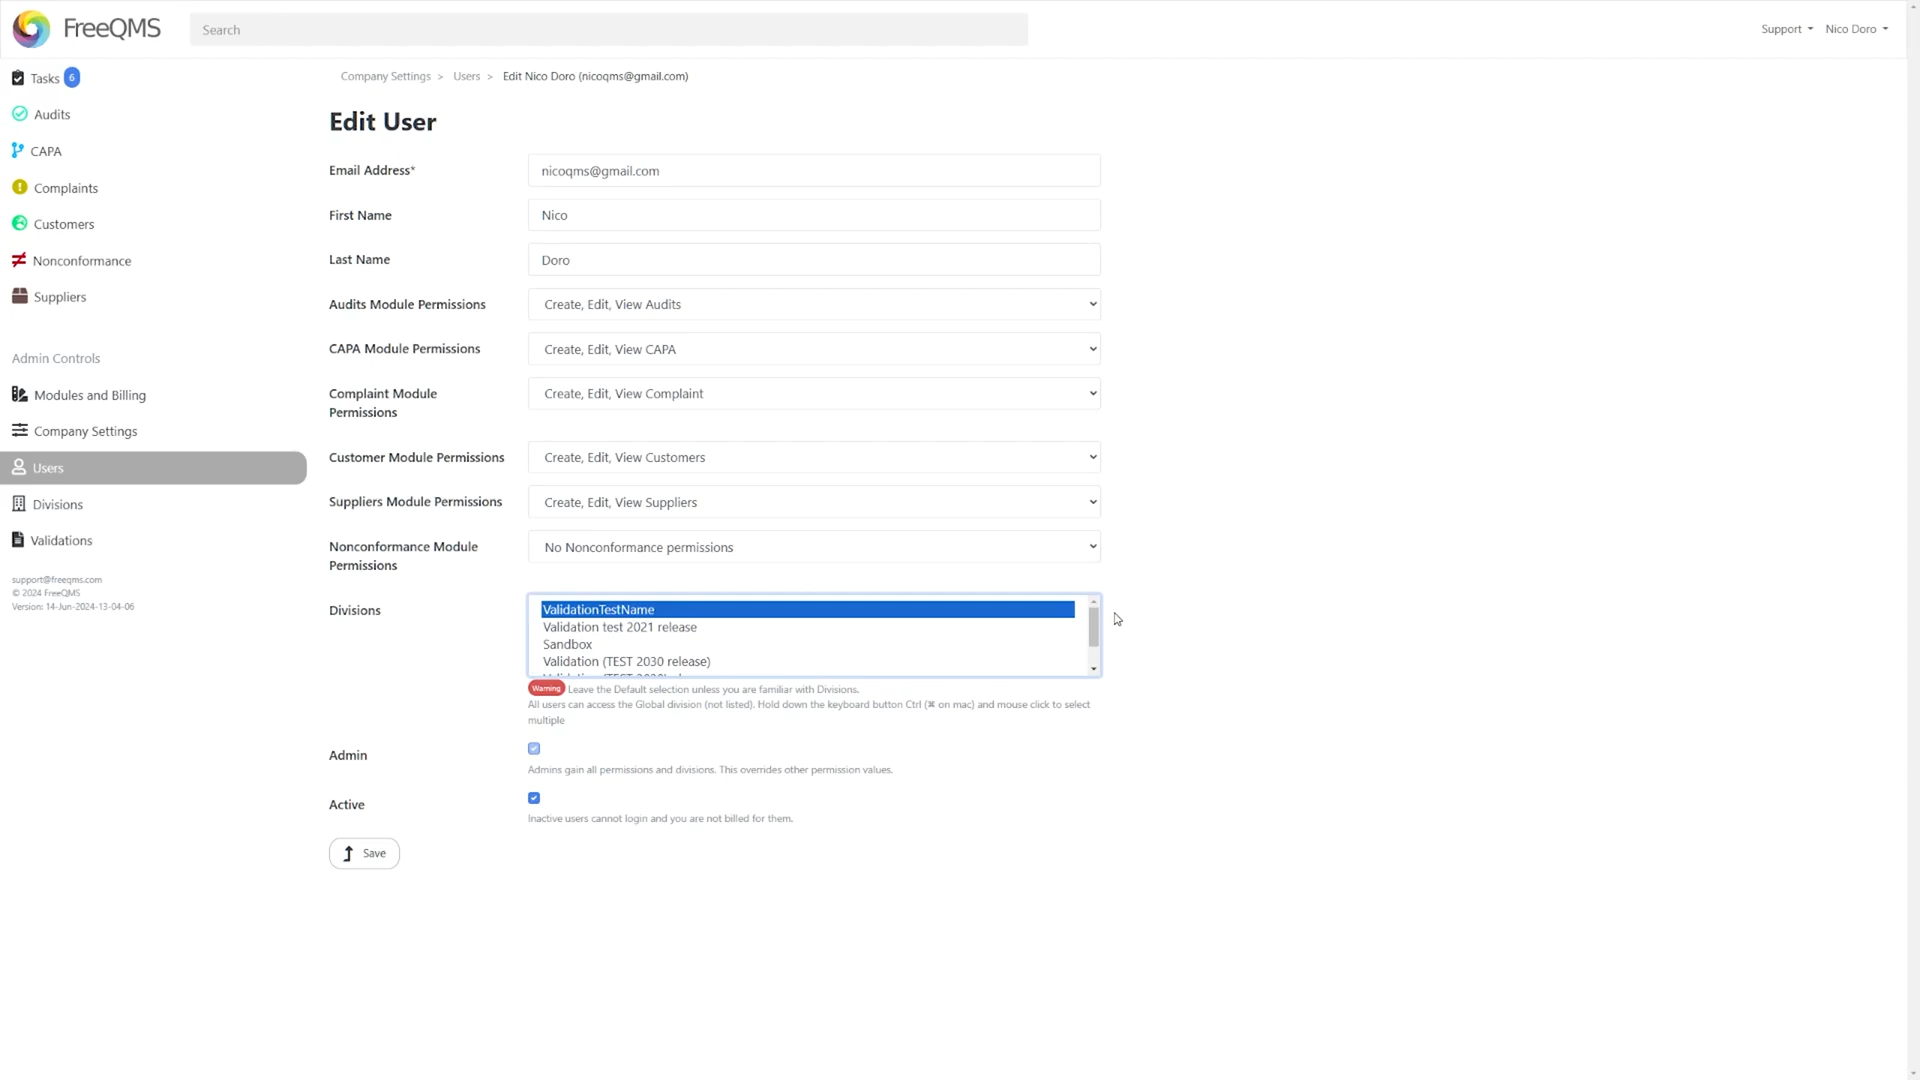 FreeQMS
Search
Support
Nico Doro
Tasks 6
Audits
CAPA
Complaints
Customers
Nonconformance
Suppliers
Admin Controls
Modules and Billing
Company Settings
Users
Divisions
Validations
support@freeqms.com
© 2024 FreeQMS
Version: 14-Jun-2024-13-04-06
Company Settings > Users > Edit Nico Doro (nicoqms@gmail.com)
Edit User
Email Address*
nicoqms@gmail.com
First Name
Nico
Last Name
Doro
Audits Module Permissions
Create, Edit, View Audits
CAPA Module Permissions
Create, Edit, View CAPA
Complaint Module
Permissions
Create, Edit, View Complaint
Customer Module Permissions
Create, Edit, View Customers
Suppliers Module Permissions
Create, Edit, View Suppliers
Nonconformance Module
Permissions
No Nonconformance permissions
Divisions
ValidationTestName
Validation test 2021 release
Sandbox
Validation (TEST 2030 release)
Warning Leave the Default selection unless you are familiar with Divisions.
All users can access the Global division (not listed). Hold down the keyboard button Ctrl (⌘ on mac) and mouse click to select
multiple
Admin
Admins gain all permissions and divisions. This overrides other permission values.
Active
Inactive users cannot login and you are not billed for them.
Save